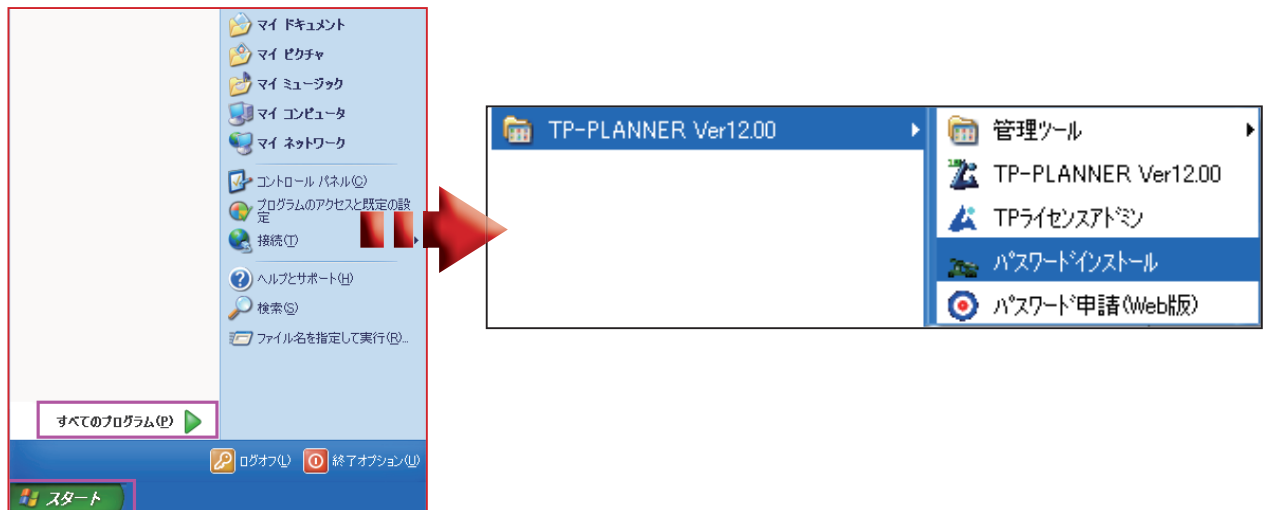 マイ ドキュメント
マイ ピクチャ
マイ ミュージック
マイ コンピュータ
マイ ネットワーク
コントロール パネル(C)
プログラムのアクセスと既定の設
定
接続(T)
ヘルプとサポート(H)
検索(S)
ファイル名を指定して実行(R)...
すべてのプログラム(P)
ログオフ(L) 終了オプション(U)
スタート
TP-PLANNER Ver12.00
管理ツール
TP-PLANNER Ver12.00
TPライセンスアドミン
パスワードインストール
パスワード申請(Web版)